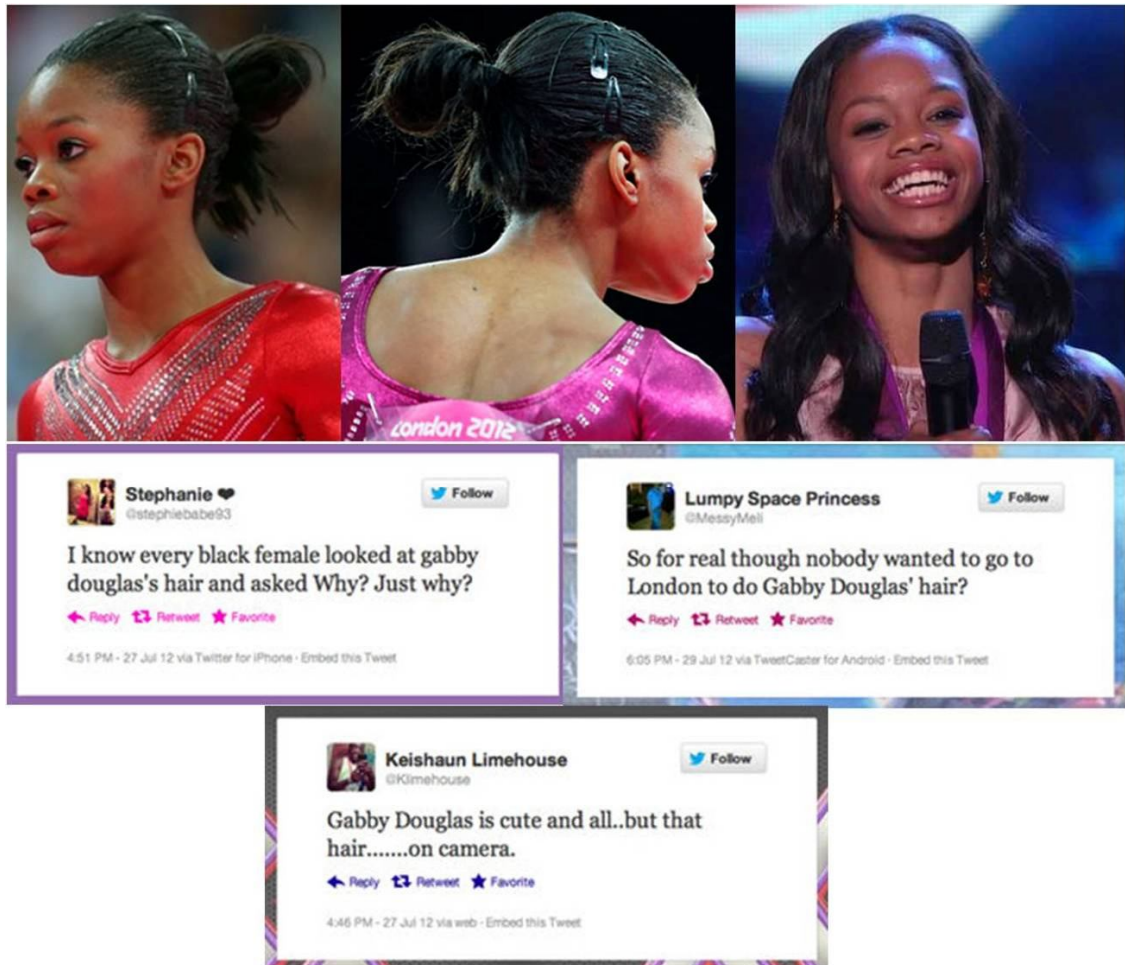 London 2012
Stephanie ❤
@stephiebabe93
Follow
I know every black female looked at gabby
douglas's hair and asked Why? Just why?
Reply Retweet Favorite
4:51 PM - 27 Jul 12 via Twitter for iPhone · Embed this Tweet
Lumpy Space Princess
@MessyMeli
Follow
So for real though nobody wanted to go to
London to do Gabby Douglas' hair?
Reply Retweet Favorite
6:05 PM - 29 Jul 12 via TweetCaster for Android · Embed this Tweet
Keishaun Limehouse
@Klimehouse
Follow
Gabby Douglas is cute and all..but that
hair.......on camera.
Reply Retweet Favorite
4:46 PM - 27 Jul 12 via web · Embed this Tweet